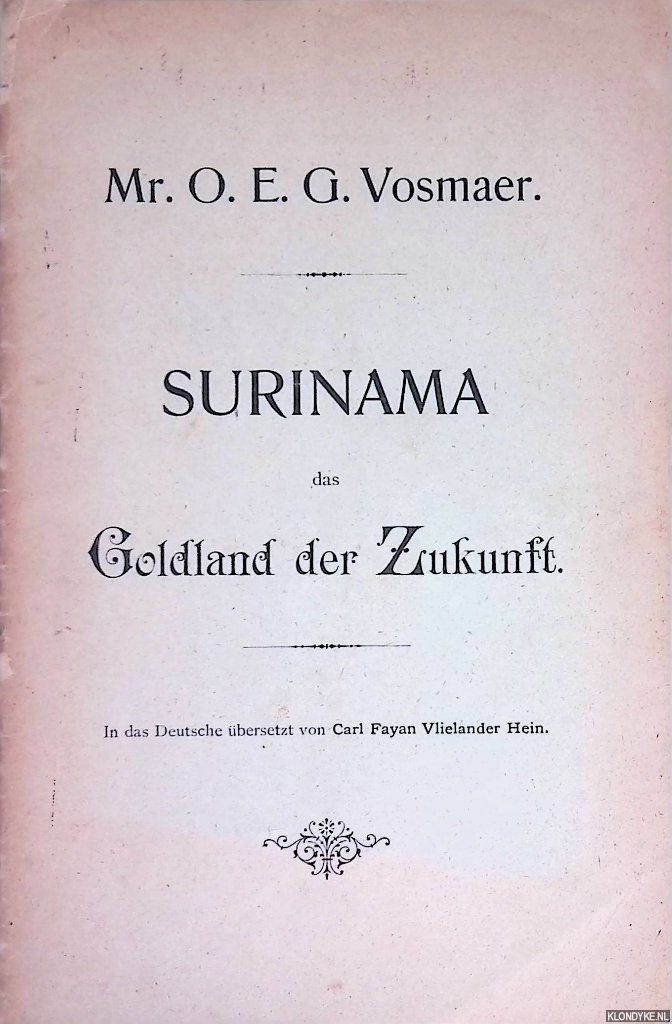 Mr. O. E. G. Vosmaer.
SURINAMA
das
Goldland der Zukunft.
In das Deutsche übersetzt von Carl Fayan Vlielander Hein.
KLONDYKE.NL